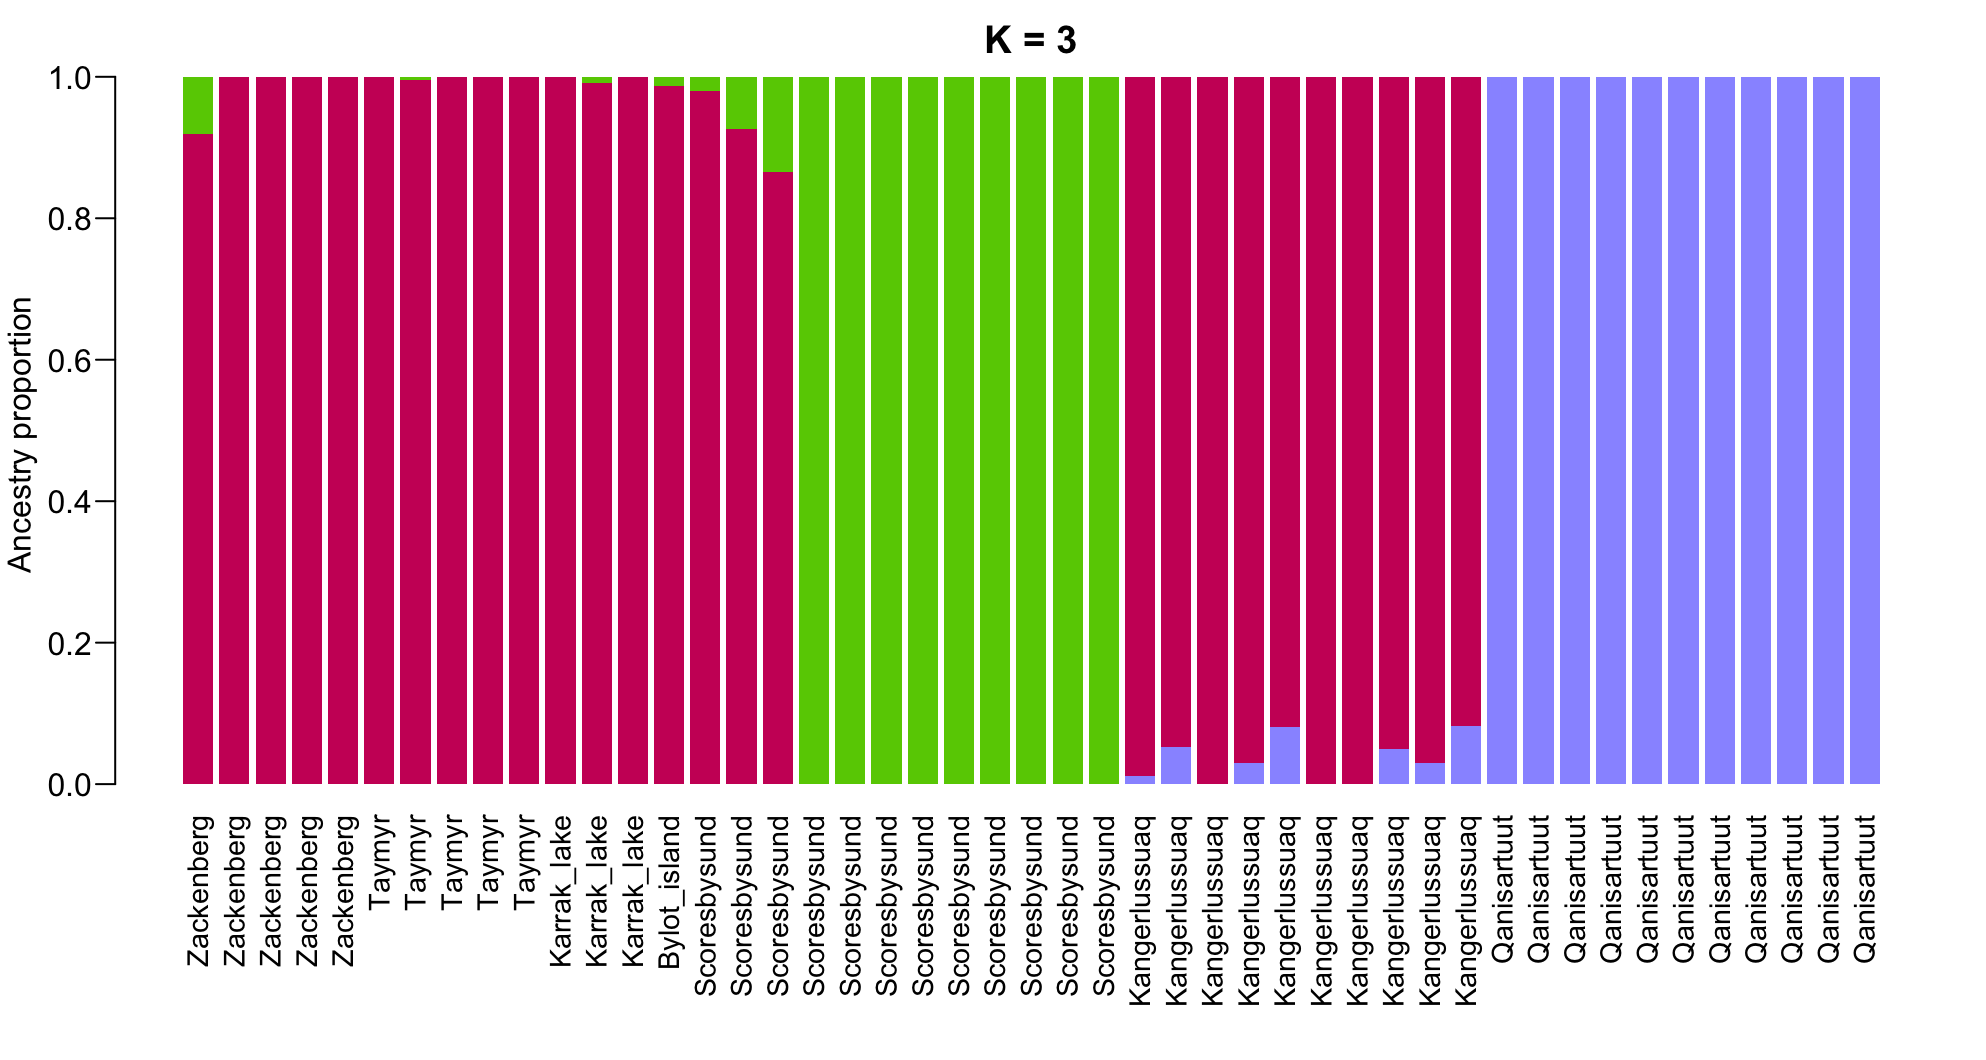 K = 3
Ancestry proportion
1.0
0.8
0.6
0.4
0.2
0.0
Zackenberg
Zackenberg
Zackenberg
Zackenberg
Zackenberg
Taymyr
Taymyr
Taymyr
Taymyr
Taymyr
Karrak_lake
Karrak_lake
Karrak_lake
Bylot_island
Scoresbysund
Scoresbysund
Scoresbysund
Scoresbysund
Scoresbysund
Scoresbysund
Scoresbysund
Scoresbysund
Scoresbysund
Scoresbysund
Scoresbysund
Scoresbysund
Kangerlussuaq
Kangerlussuaq
Kangerlussuaq
Kangerlussuaq
Kangerlussuaq
Kangerlussuaq
Kangerlussuaq
Kangerlussuaq
Kangerlussuaq
Kangerlussuaq
Qanisartuut
Qanisartuut
Qanisartuut
Qanisartuut
Qanisartuut
Qanisartuut
Qanisartuut
Qanisartuut
Qanisartuut
Qanisartuut
Qanisartuut